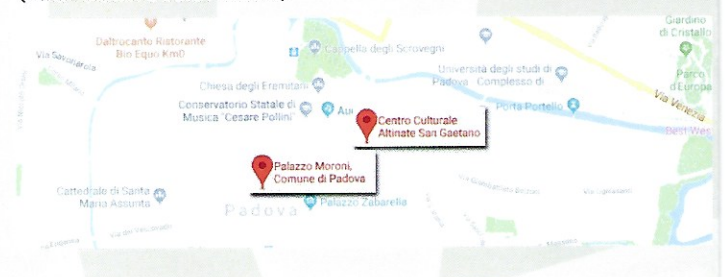 Giardino
di Cristallo
Daltrocanto Ristorante
Bio Equo Km0
Via Savonarola
Cappella degli Scrovegni
Università degli studi di
Padova - Complesso di
Parco
d'Europa
Chiesa degli Eremitani
Conservatorio Statale di
Musica "Cesare Pollini"
Porta Portello
Via Venezia
Centro Culturale
Altinate San Gaetano
Best Wes
Palazzo Moroni,
Comune di Padova
Cattedrale di Santa
Maria Assunta
Palazzo Zabarella
Padova